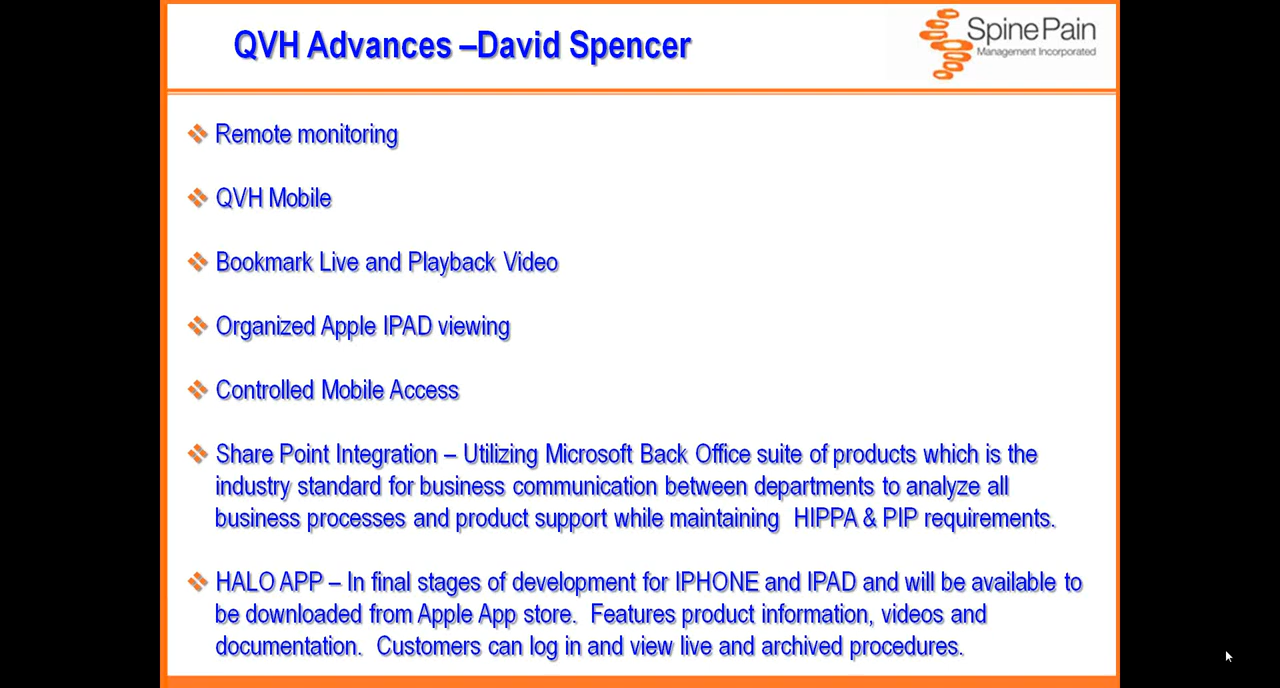 QVH Advances –David Spencer
SpinePain
Management Incorporated
Remote monitoring
QVH Mobile
Bookmark Live and Playback Video
Organized Apple IPAD viewing
Controlled Mobile Access
Share Point Integration – Utilizing Microsoft Back Office suite of products which is the
industry standard for business communication between departments to analyze all
business processes and product support while maintaining  HIPPA & PIP requirements.
HALO APP – In final stages of development for IPHONE and IPAD and will be available to
be downloaded from Apple App store.  Features product information, videos and
documentation.  Customers can log in and view live and archived procedures.